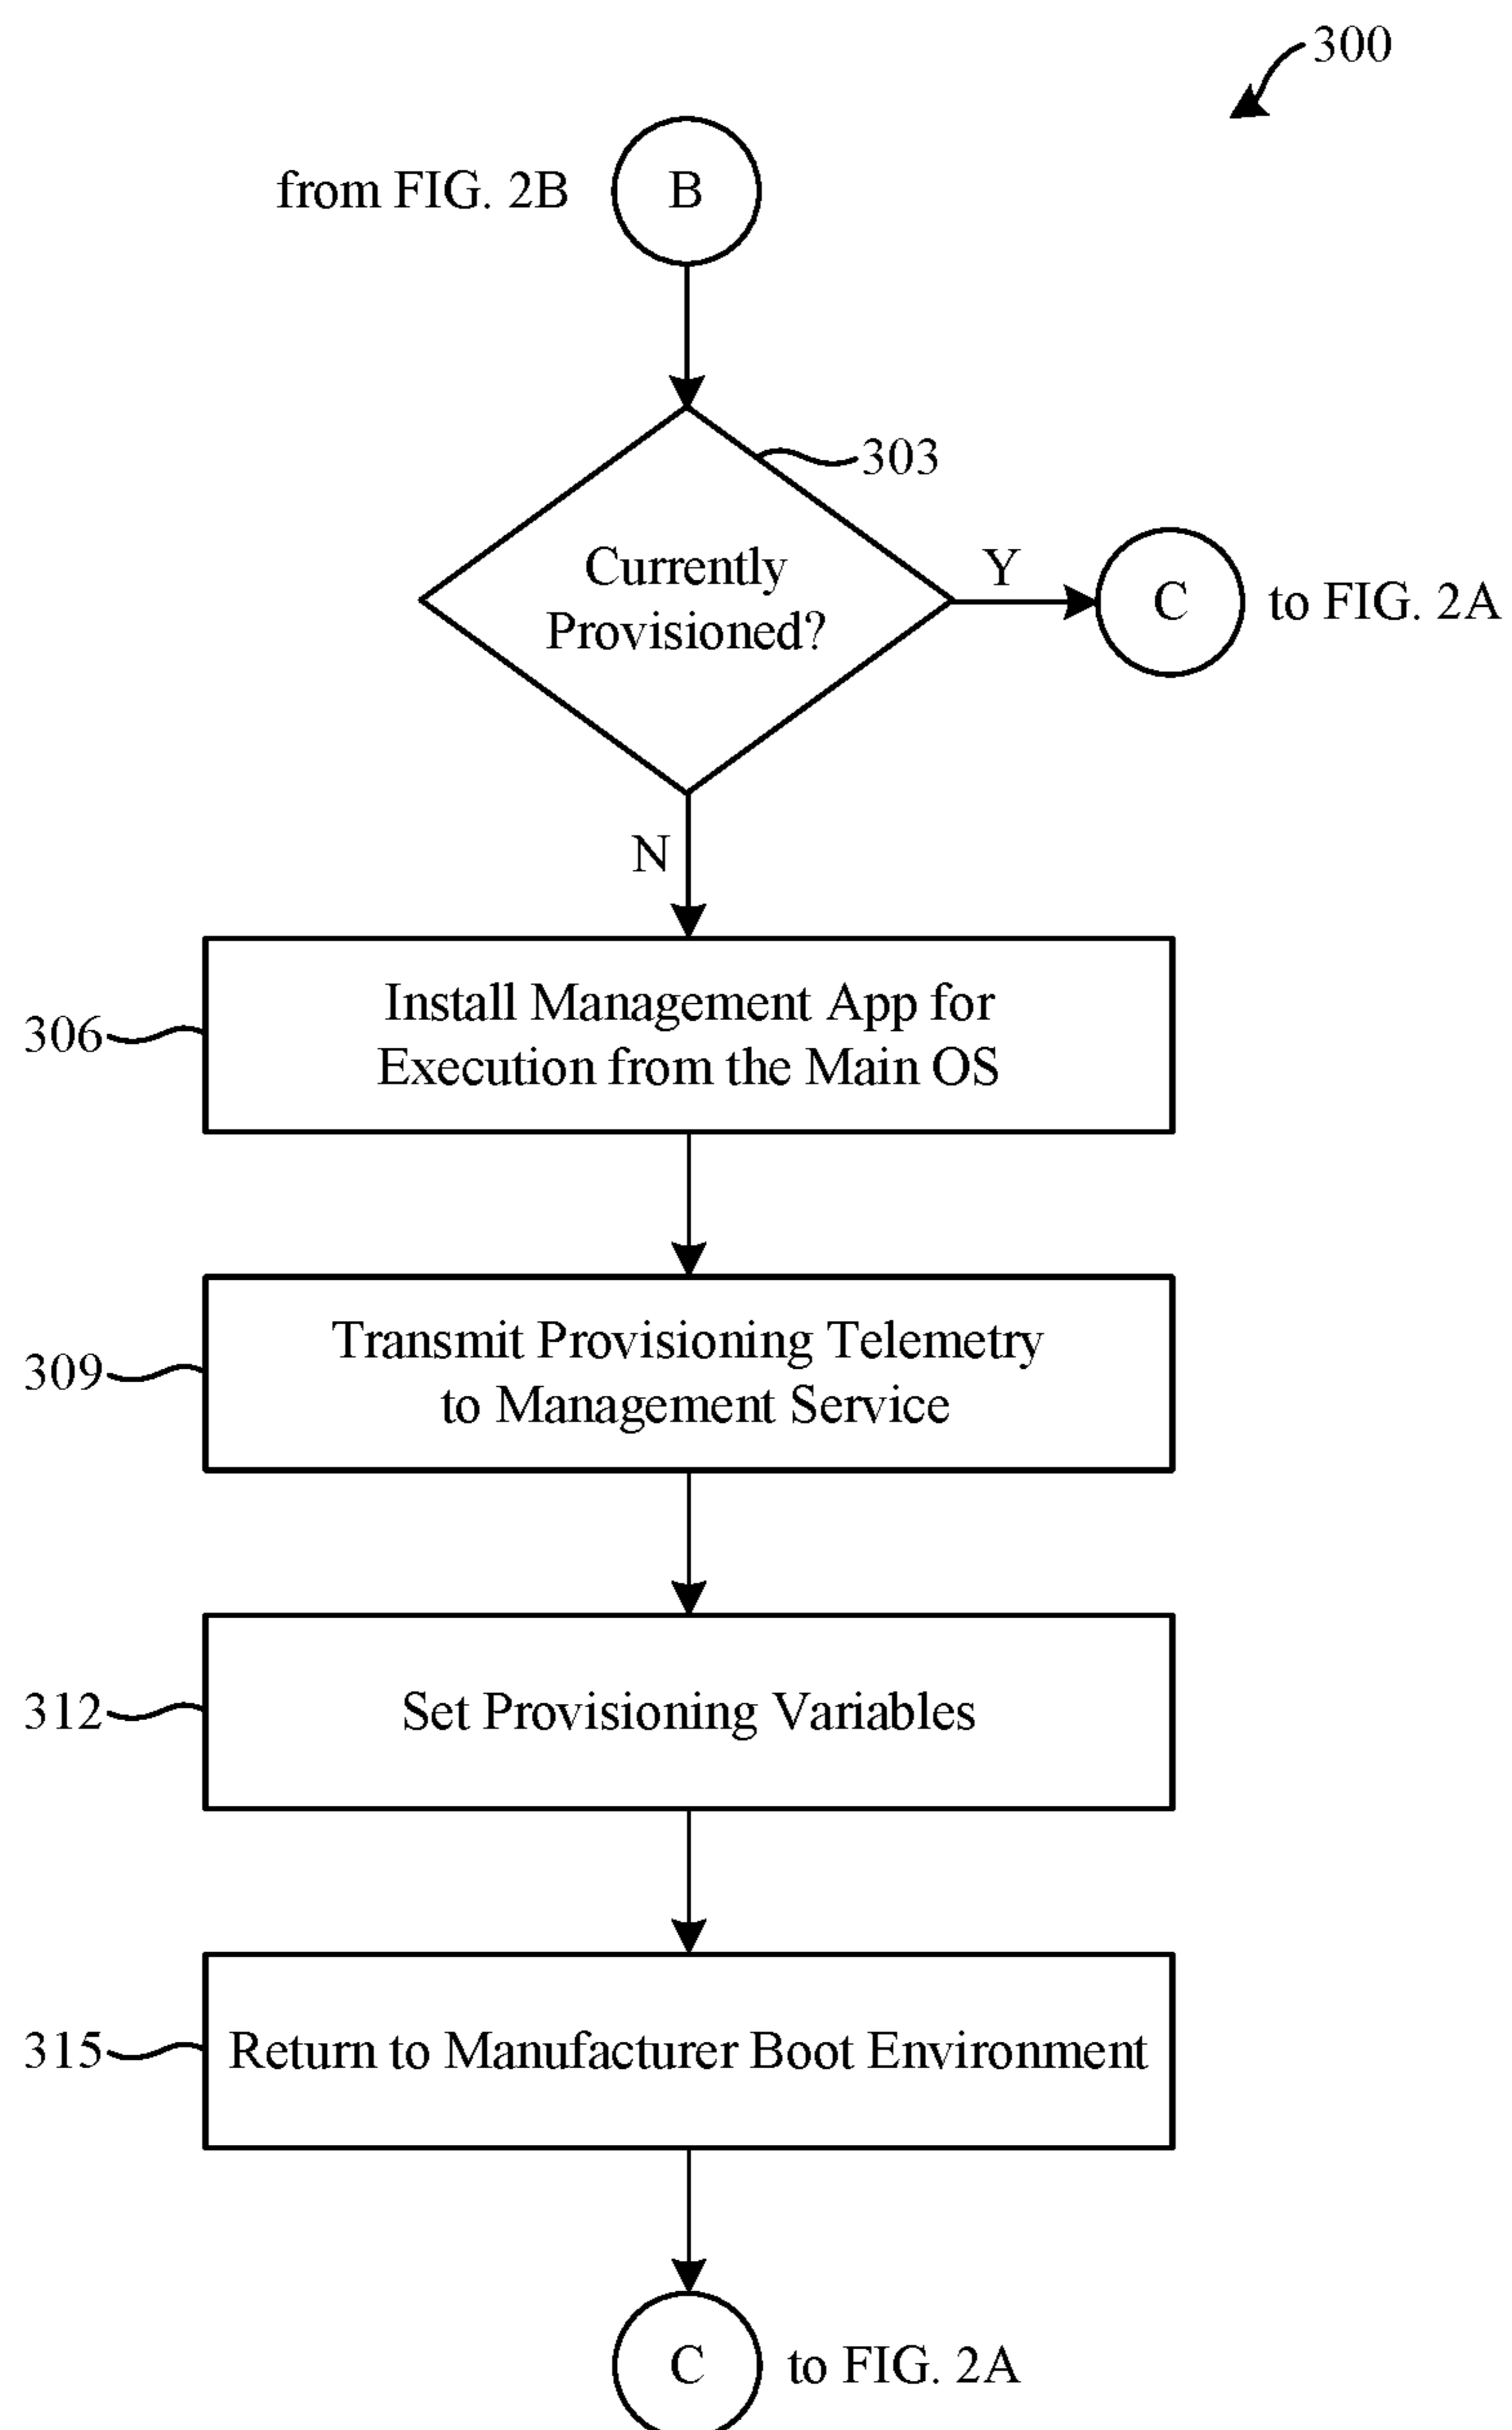 300
from FIG. 2B
B
303
Currently
Provisioned?
Y
C
to FIG. 2A
N
306
Install Management App for
Execution from the Main OS
309
Transmit Provisioning Telemetry
to Management Service
312
Set Provisioning Variables
315
Return to Manufacturer Boot Environment
C
to FIG. 2A